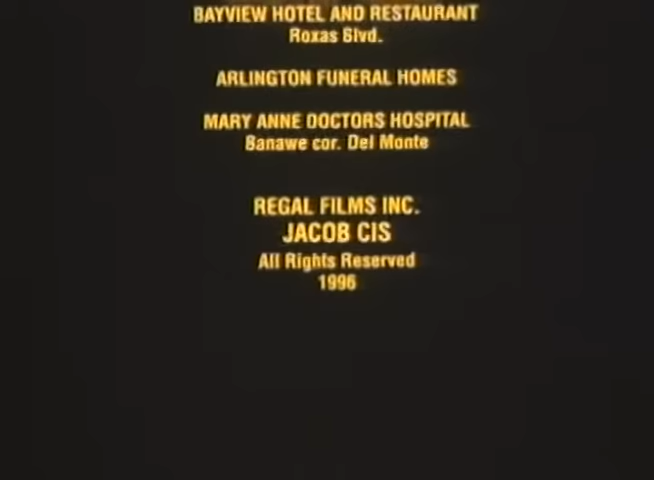 BAYVIEW HOTEL AND RESTAURANT
Roxas Blvd.
ARLINGTON FUNERAL HOMES
MARY ANNE DOCTORS HOSPITAL
Banawe cor. Del Monte
REGAL FILMS INC.
JACOB CIS
All Rights Reserved
1996